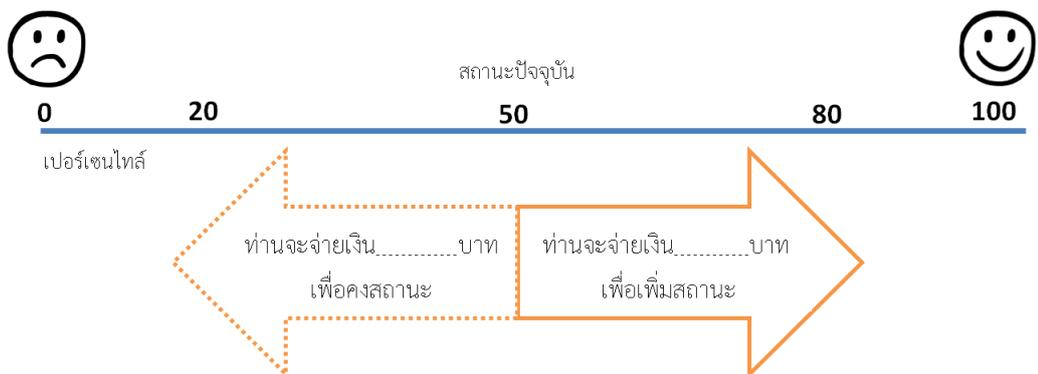 สถานะปัจจุบัน
0 20 50 80 100
เปอร์เซนไทล์
ท่านจะจ่ายเงิน...........บาท
เพื่อคงสถานะ
ท่านจะจ่ายเงิน...........บาท
เพื่อเพิ่มสถานะ